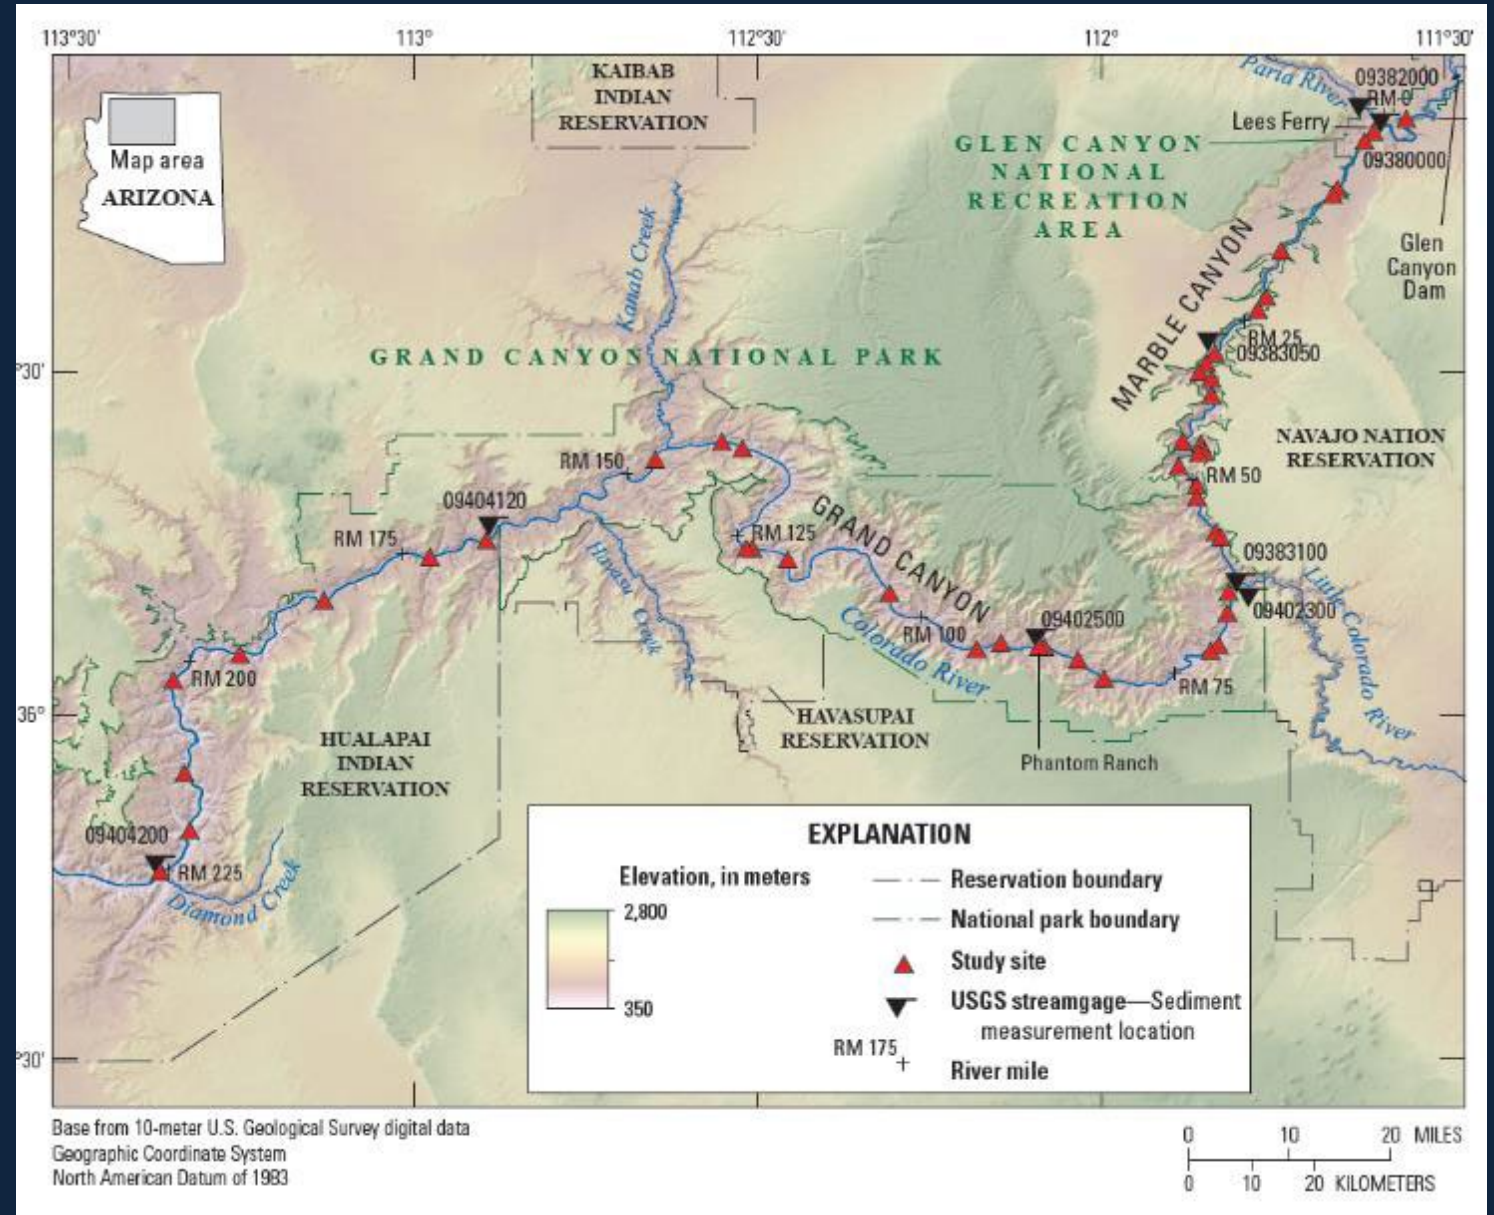 113°30'
113°
112°30'
112°
111°30'
KAIBAB
INDIAN
RESERVATION
Paria River
09382000
RM 0
Lees Ferry
09380000
Map area
ARIZONA
GLEN CANYON
NATIONAL
RECREATION
AREA
Glen
Canyon
Dam
Kanab Creek
MARBLE CANYON
RM 25
09383050
GRAND CANYON NATIONAL PARK
°30'
NAVAJO NATION
RESERVATION
RM 150
RM 50
09404120
GRAND CANYON
RM 125
RM 175
09383100
Havasu Creek
Little Colorado River
09402300
09402500
RM 100
Colorado River
RM 200
RM 75
35°
HAVASUPAI
RESERVATION
HUALAPAI
INDIAN
RESERVATION
Phantom Ranch
09404200
RM 225
Diamond Creek
EXPLANATION
Elevation, in meters
2,800
350
Reservation boundary
National park boundary
Study site
USGS streamgage—Sediment
measurement location
RM 175
River mile
°30'
Base from 10-meter U.S. Geological Survey digital data
Geographic Coordinate System
North American Datum of 1983
0 10 20 MILES
0 10 20 KILOMETERS